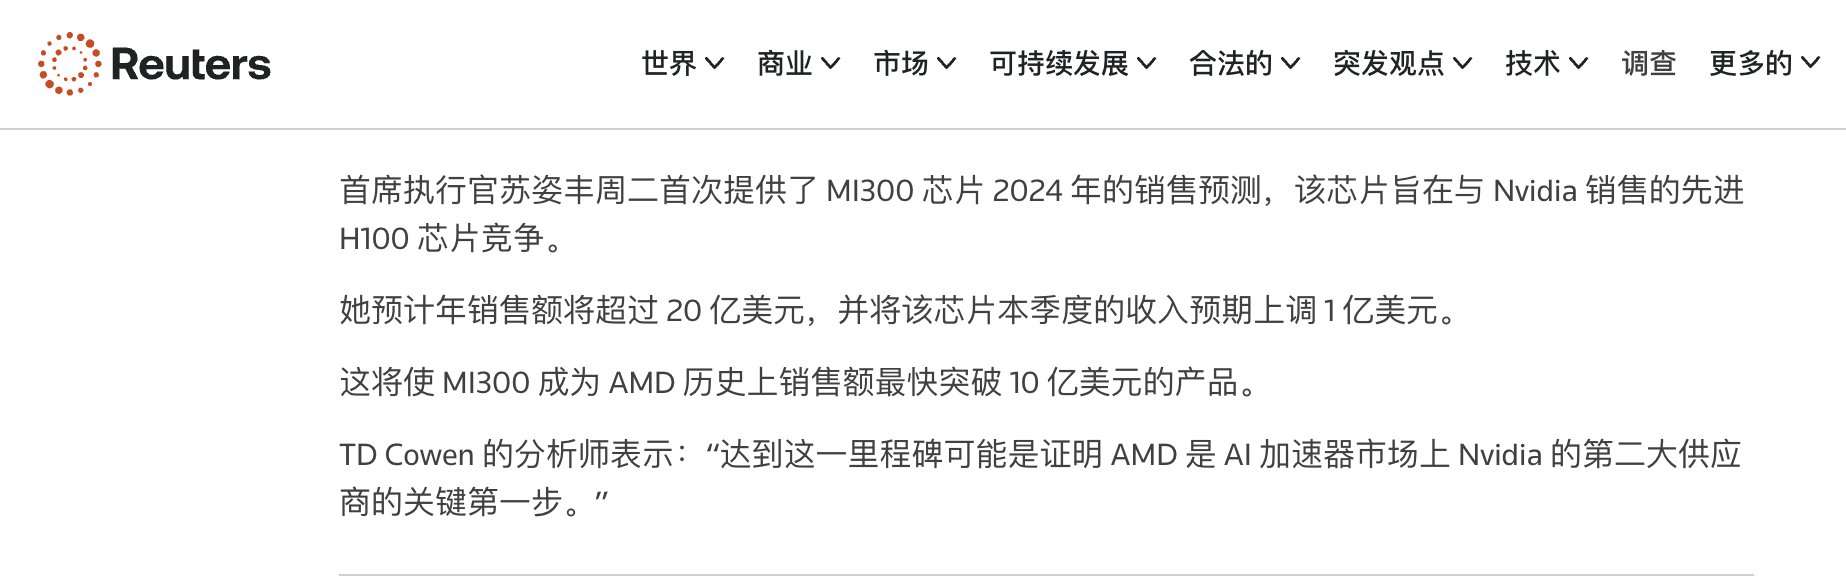 Reuters 世界 商业 市场 可持续发展 合法的 突发观点 技术 调查 更多的
首席执行官苏姿丰周二首次提供了 MI300 芯片 2024 年的销售预测，该芯片旨在与 Nvidia 销售的先进
H100 芯片竞争。
她预计年销售额将超过 20 亿美元，并将该芯片本季度的收入预期上调 1 亿美元。
这将使 MI300 成为 AMD 历史上销售额最快突破 10 亿美元的产品。
TD Cowen 的分析师表示：“达到这一里程碑可能是证明 AMD 是 AI 加速器市场上 Nvidia 的第二大供应
商的关键第一步。”